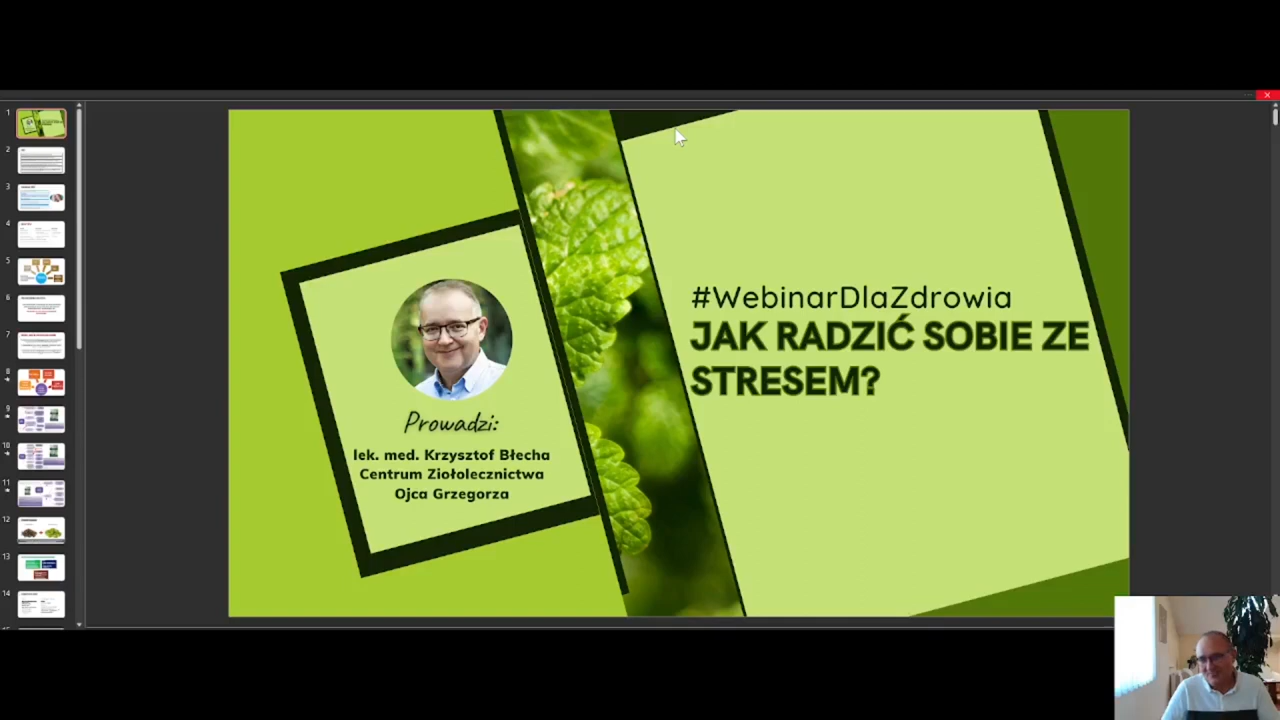 #WebinarDlaZdrowia
JAK RADZIĆ SOBIE ZE
STRESEM?
Prowadzi:
lek. med. Krzysztof Błecha
Centrum Ziołolecznictwa
Ojca Grzegorza
1
2
3
4
5
6
7
8
9
10
11
12
13
14